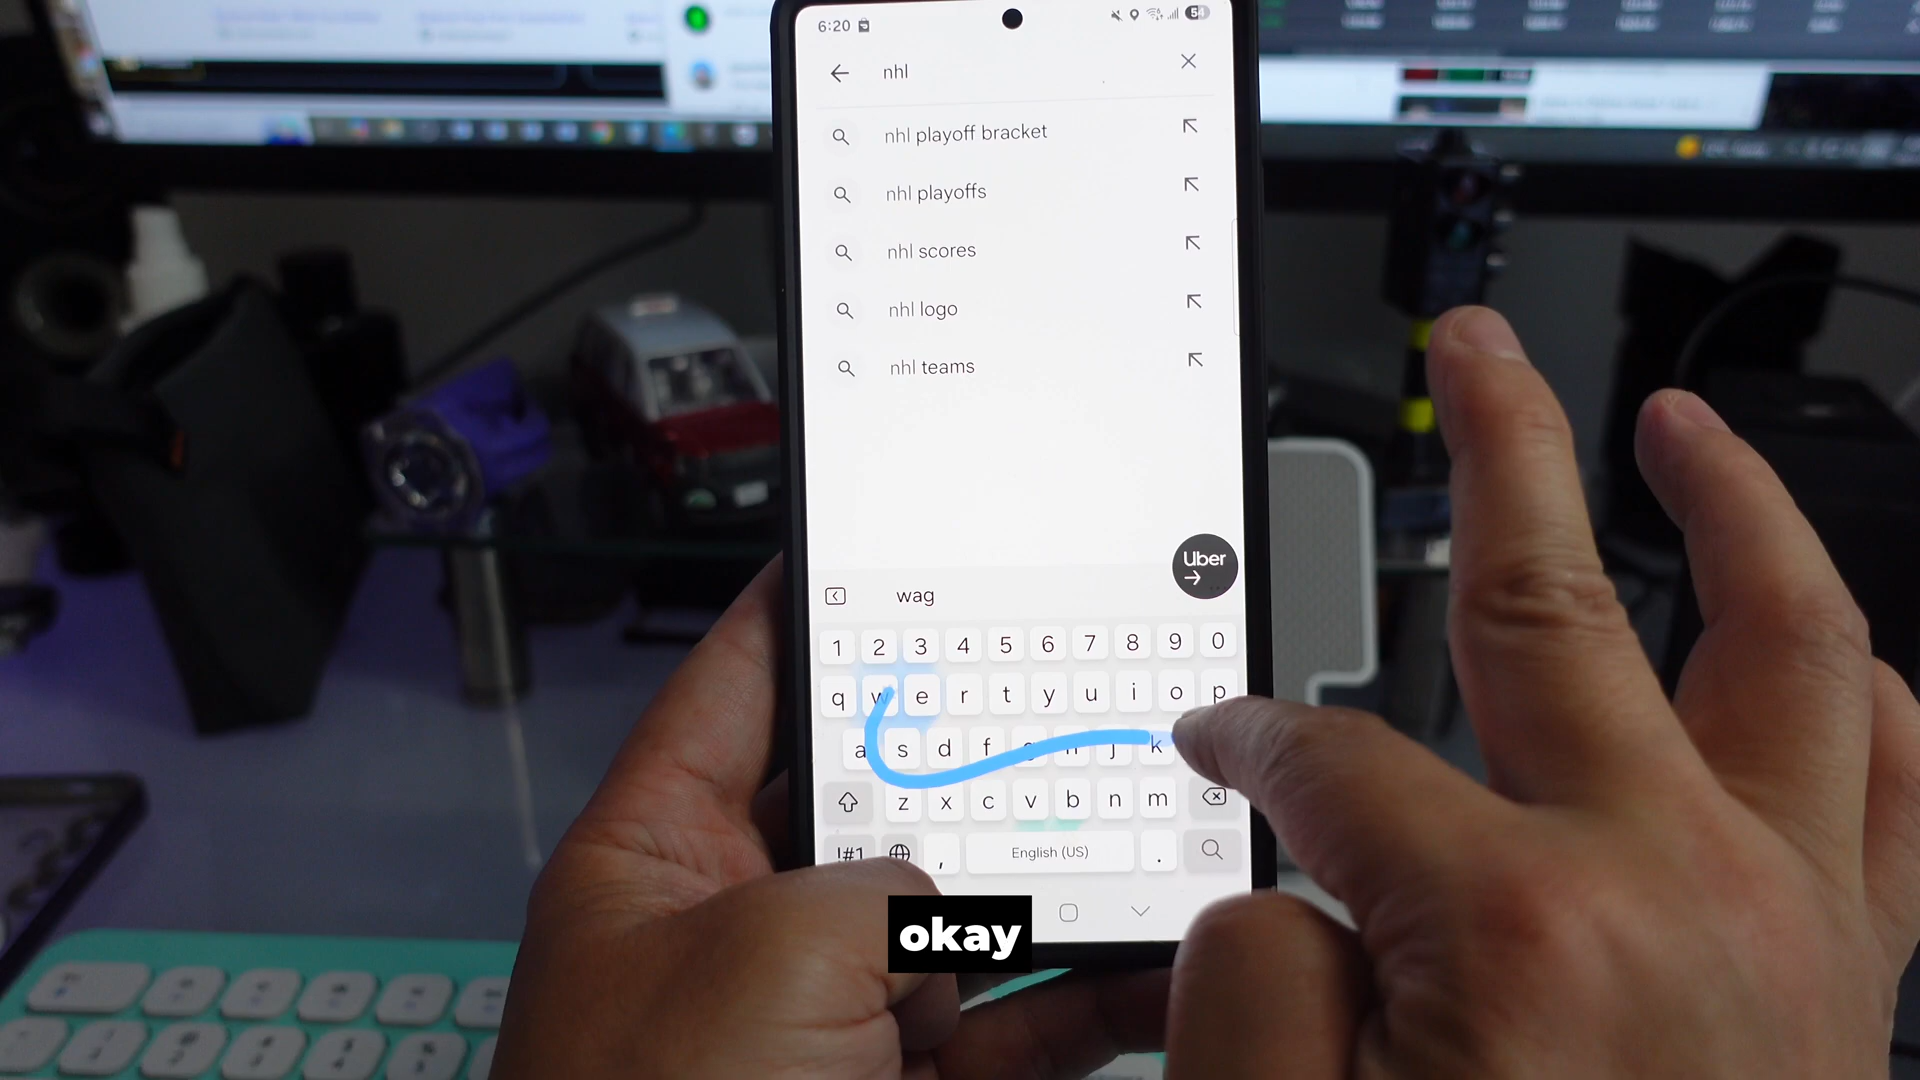 6:20
54
nhl
nhl playoff bracket
nhl playoffs
nhl scores
nhl logo
nhl teams
Uber
wag
1 2 3 4 5 6 7 8 9 0
q w e r t y u i o p
a s d f g h j k
z x c v b n m
!#1 , English (US) .
okay